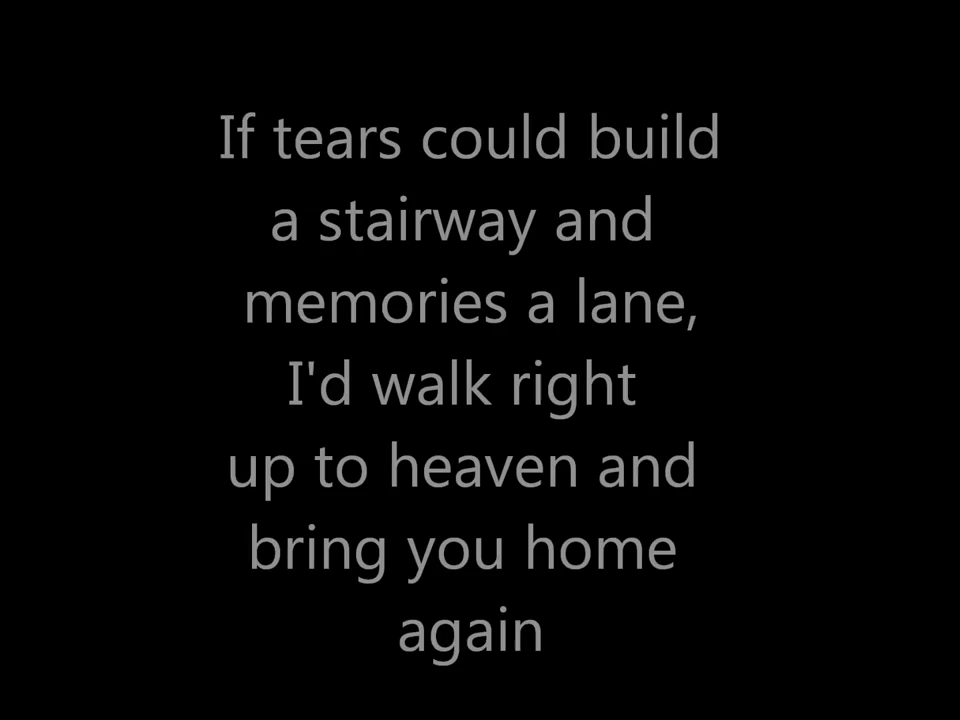 If tears could build
a stairway and
memories a lane,
I'd walk right
up to heaven and
bring you home
again